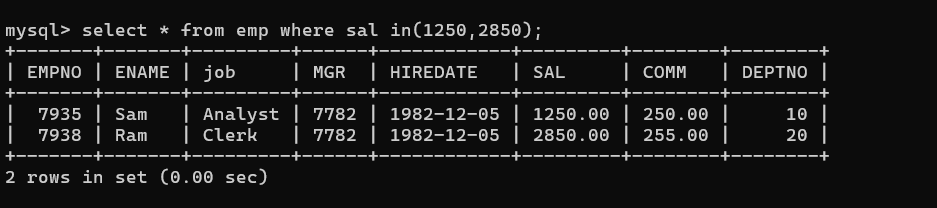 mysql> select * from emp where sal in(1250,2850);
+-------+-------+---------+------+------------+---------+--------+--------+
| EMPNO | ENAME | job     | MGR  | HIREDATE   | SAL     | COMM   | DEPTNO |
+-------+-------+---------+------+------------+---------+--------+--------+
|  7935 | Sam   | Analyst | 7782 | 1982-12-05 | 1250.00 | 250.00 |     10 |
|  7938 | Ram   | Clerk   | 7782 | 1982-12-05 | 2850.00 | 255.00 |     20 |
+-------+-------+---------+------+------------+---------+--------+--------+
2 rows in set (0.00 sec)